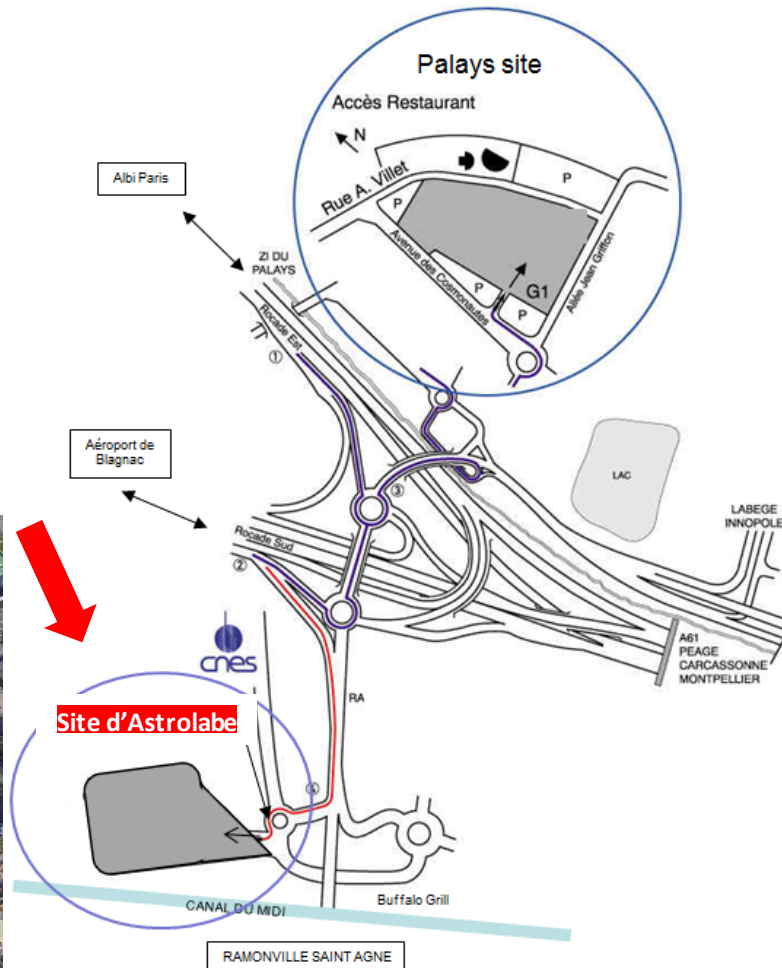 Palays site
Accès Restaurant
N
Albi Paris
Rue A. Villet
P
P
ZI DU
PALAYS
Avenue des Cosmonautes
Allée Jean Griffon
P
G1
P
Rocade Est
①
Aéroport de
Blagnac
③
LAC
LABEGE
INNOPOLE
Rocade Sud
②
cnes
A61
PEAGE
CARCASSONNE
MONTPELLIER
RA
Site d'Astrolabe
④
Buffalo Grill
CANAL DU MIDI
RAMONVILLE SAINT AGNE